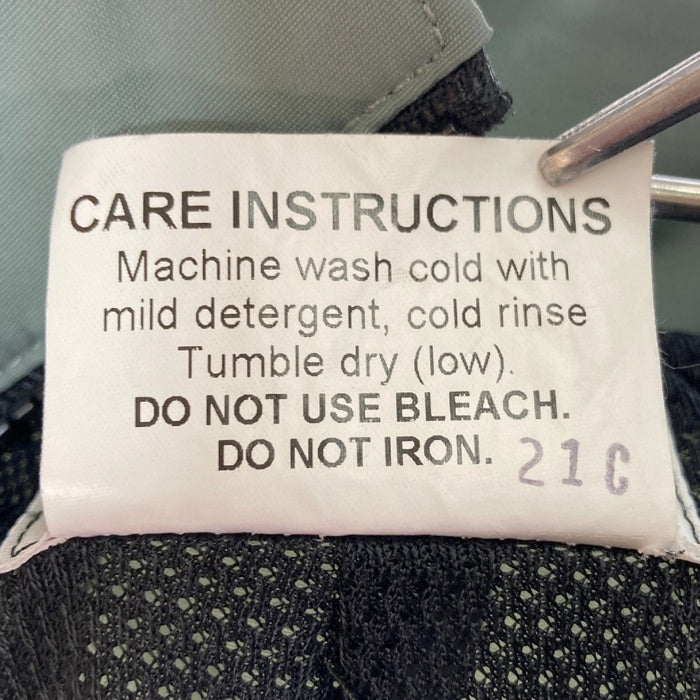 CARE INSTRUCTIONS
Machine wash cold with
mild detergent, cold rinse
Tumble dry (low).
DO NOT USE BLEACH.
DO NOT IRON. 21G